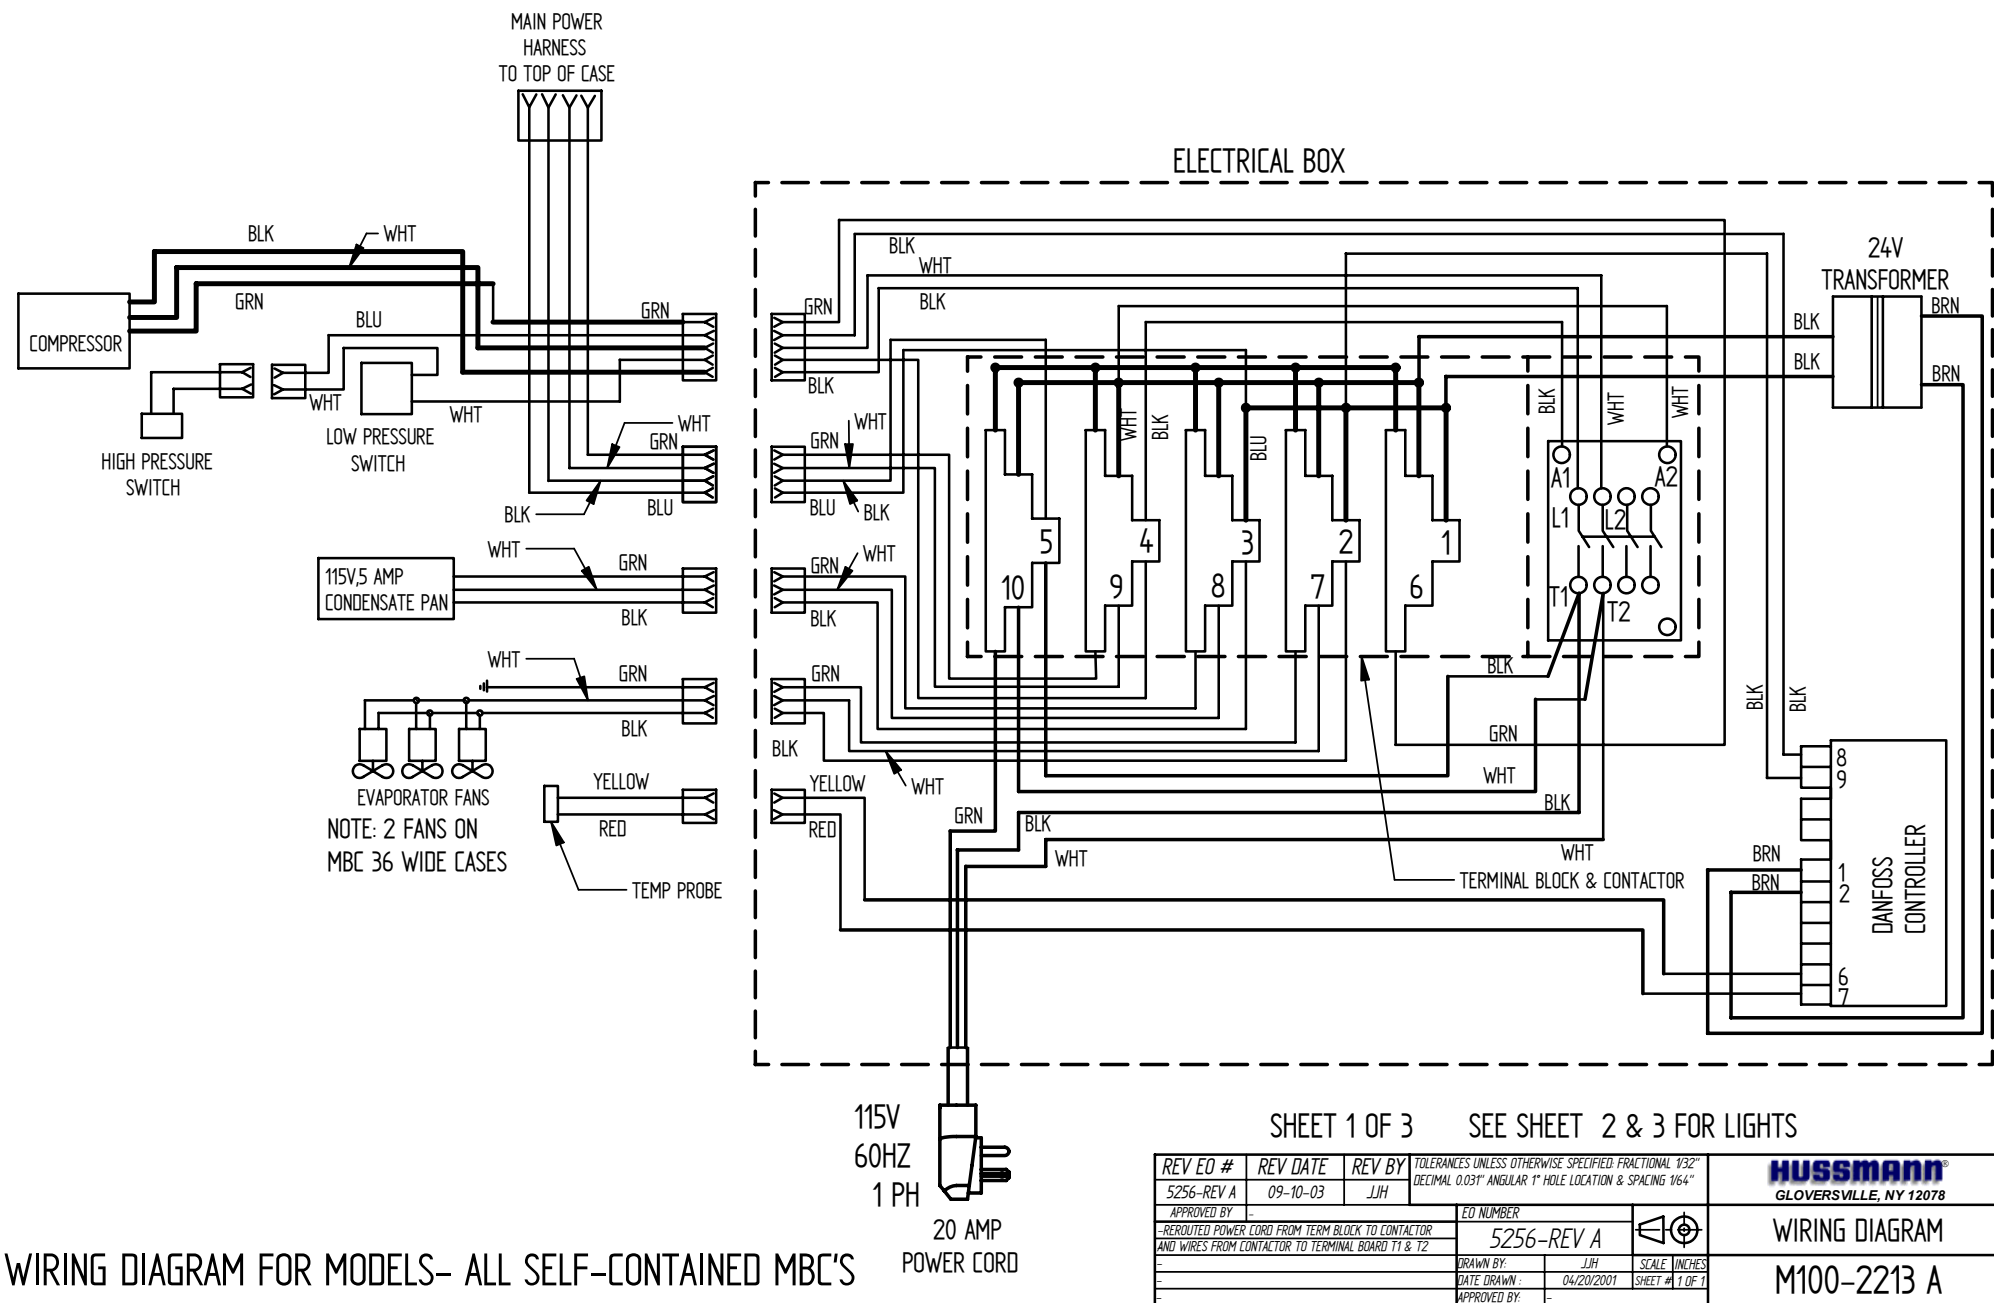 MAIN POWER
HARNESS
TO TOP OF CASE
ELECTRICAL BOX
BLK
WHT
GRN
COMPRESSOR
BLU
GRN
WHT
WHT
HIGH PRESSURE
SWITCH
LOW PRESSURE
SWITCH
WHT
GRN
BLK
BLU
WHT
GRN
115V,5 AMP
CONDENSATE PAN
BLK
WHT
GRN
BLK
EVAPORATOR FANS
NOTE: 2 FANS ON
MBC 36 WIDE CASES
YELLOW
RED
TEMP PROBE
BLK
WHT
GRN
BLK
BLK
GRN
WHT
BLU
BLK
GRN
WHT
BLK
GRN
BLK
WHT
YELLOW
RED
WHT
BLK
BLU
BLK
WHT
WHT
5
4
3
2
1
10
9
8
7
6
A1
A2
L1
L2
T1
T2
24V
TRANSFORMER
BLK
BLK
BRN
BRN
BLK
GRN
WHT
BLK
WHT
BLK
BLK
GRN
BLK
WHT
TERMINAL BLOCK & CONTACTOR
BRN
BRN
8
9
1
2
6
7
DANFOSS
CONTROLLER
115V
60HZ
1 PH
20 AMP
POWER CORD
SHEET 1 OF 3 SEE SHEET 2 & 3 FOR LIGHTS
WIRING DIAGRAM FOR MODELS- ALL SELF-CONTAINED MBC'S
REV EO # REV DATE REV BY
5256-REV A 09-10-03 JJH
APPROVED BY -
-REROUTED POWER CORD FROM TERM BLOCK TO CONTACTOR
AND WIRES FROM CONTACTOR TO TERMINAL BOARD T1 & T2
-
-
-
TOLERANCES UNLESS OTHERWISE SPECIFIED: FRACTIONAL 1/32"
DECIMAL 0.031" ANGULAR 1° HOLE LOCATION & SPACING 1/64"
EO NUMBER
5256-REV A
DRAWN BY: JJH SCALE INCHES
DATE DRAWN : 04/20/2001 SHEET # 1 OF 1
APPROVED BY: -
HUSSMANN®
GLOVERSVILLE, NY 12078
WIRING DIAGRAM
M100-2213 A